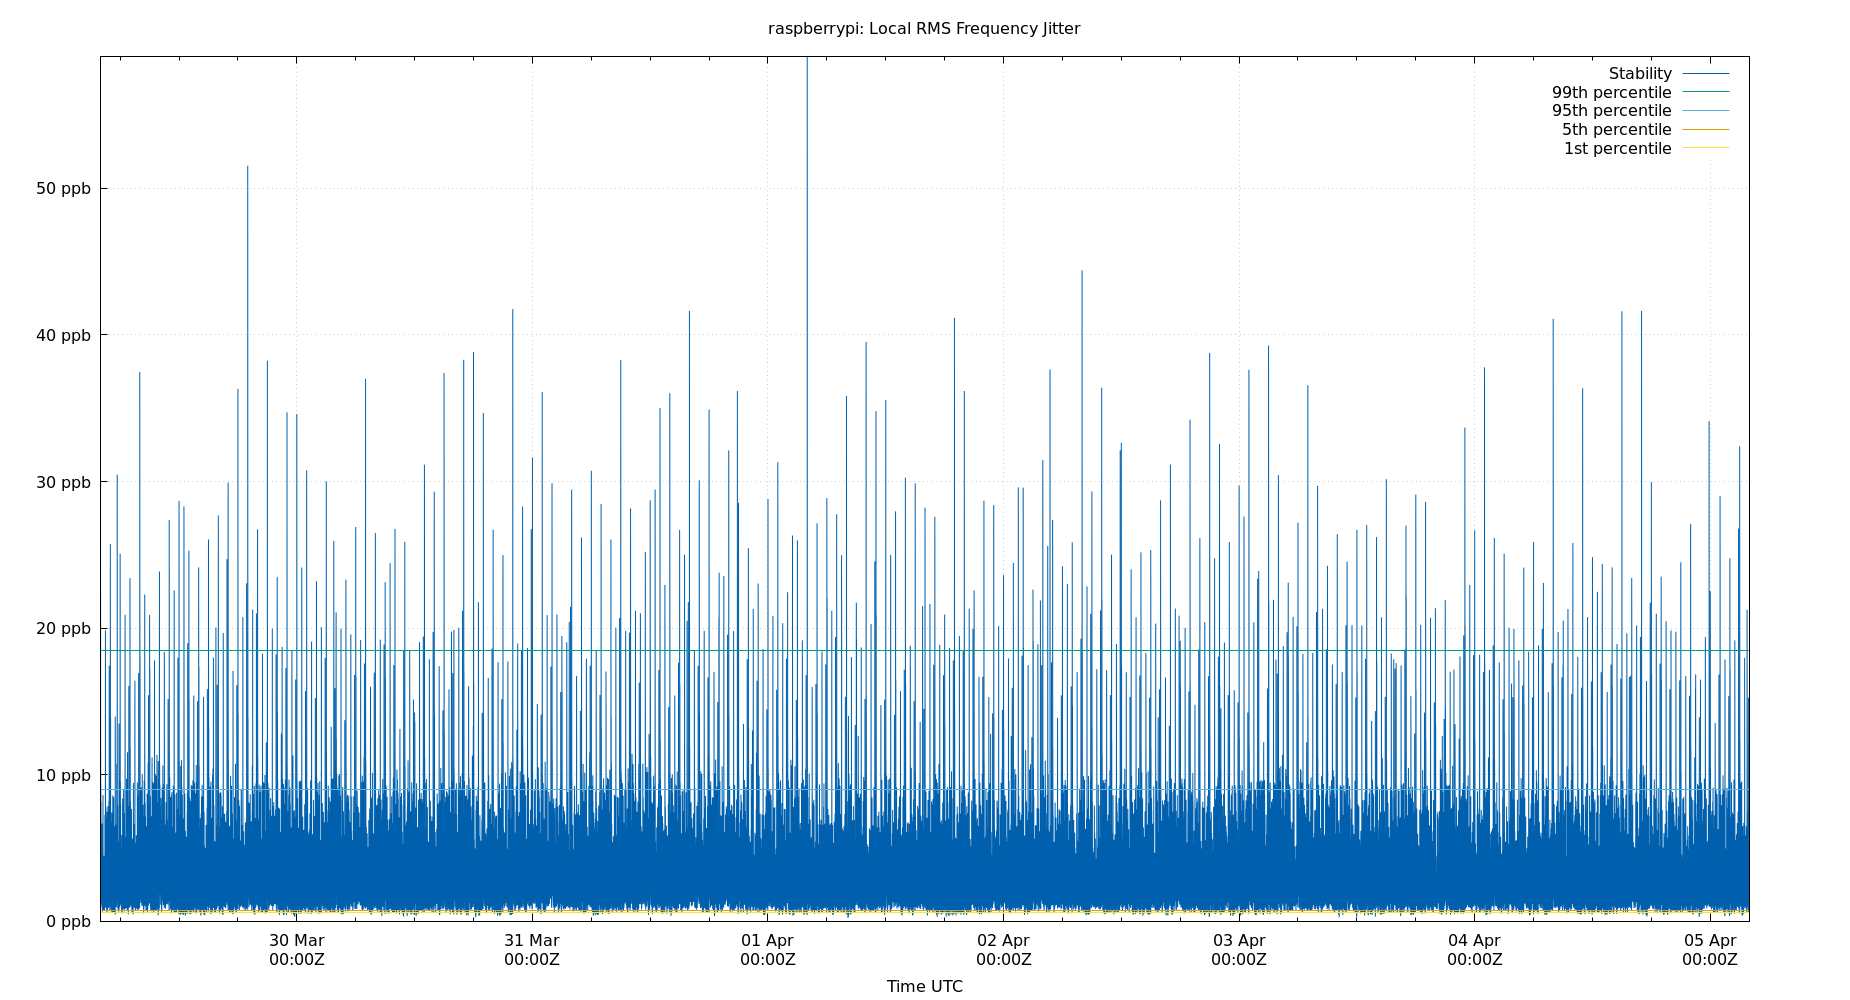 raspberrypi: Local RMS Frequency Jitter
Stability
99th percentile
95th percentile
5th percentile
1st percentile
50 ppb
40 ppb
30 ppb
20 ppb
10 ppb
0 ppb
30 Mar 31 Mar 01 Apr 02 Apr 03 Apr 04 Apr 05 Apr
00:00Z 00:00Z 00:00Z 00:00Z 00:00Z 00:00Z 00:00Z
Time UTC